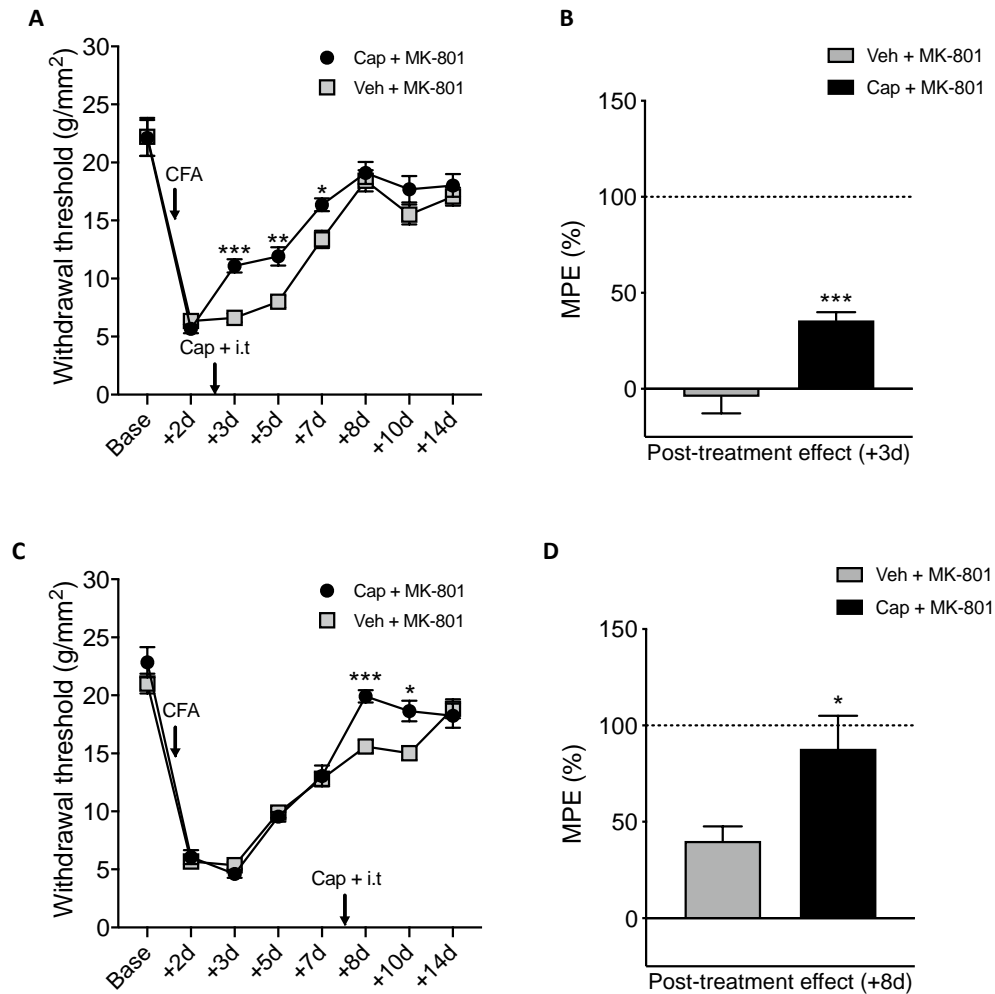 A
Withdrawal threshold (g/mm²)
30
25
20
15
10
5
0
Cap + MK-801
Veh + MK-801
CFA
***
**
*
Cap + i.t
Base
+2d
+3d
+5d
+7d
+8d
+10d
+14d
B
Veh + MK-801
Cap + MK-801
MPE (%)
150
100
50
0
***
Post-treatment effect (+3d)
C
Withdrawal threshold (g/mm²)
30
25
20
15
10
5
0
Cap + MK-801
Veh + MK-801
CFA
***
*
Cap + i.t
Base
+2d
+3d
+5d
+7d
+8d
+10d
+14d
D
Veh + MK-801
Cap + MK-801
MPE (%)
150
100
50
0
*
Post-treatment effect (+8d)